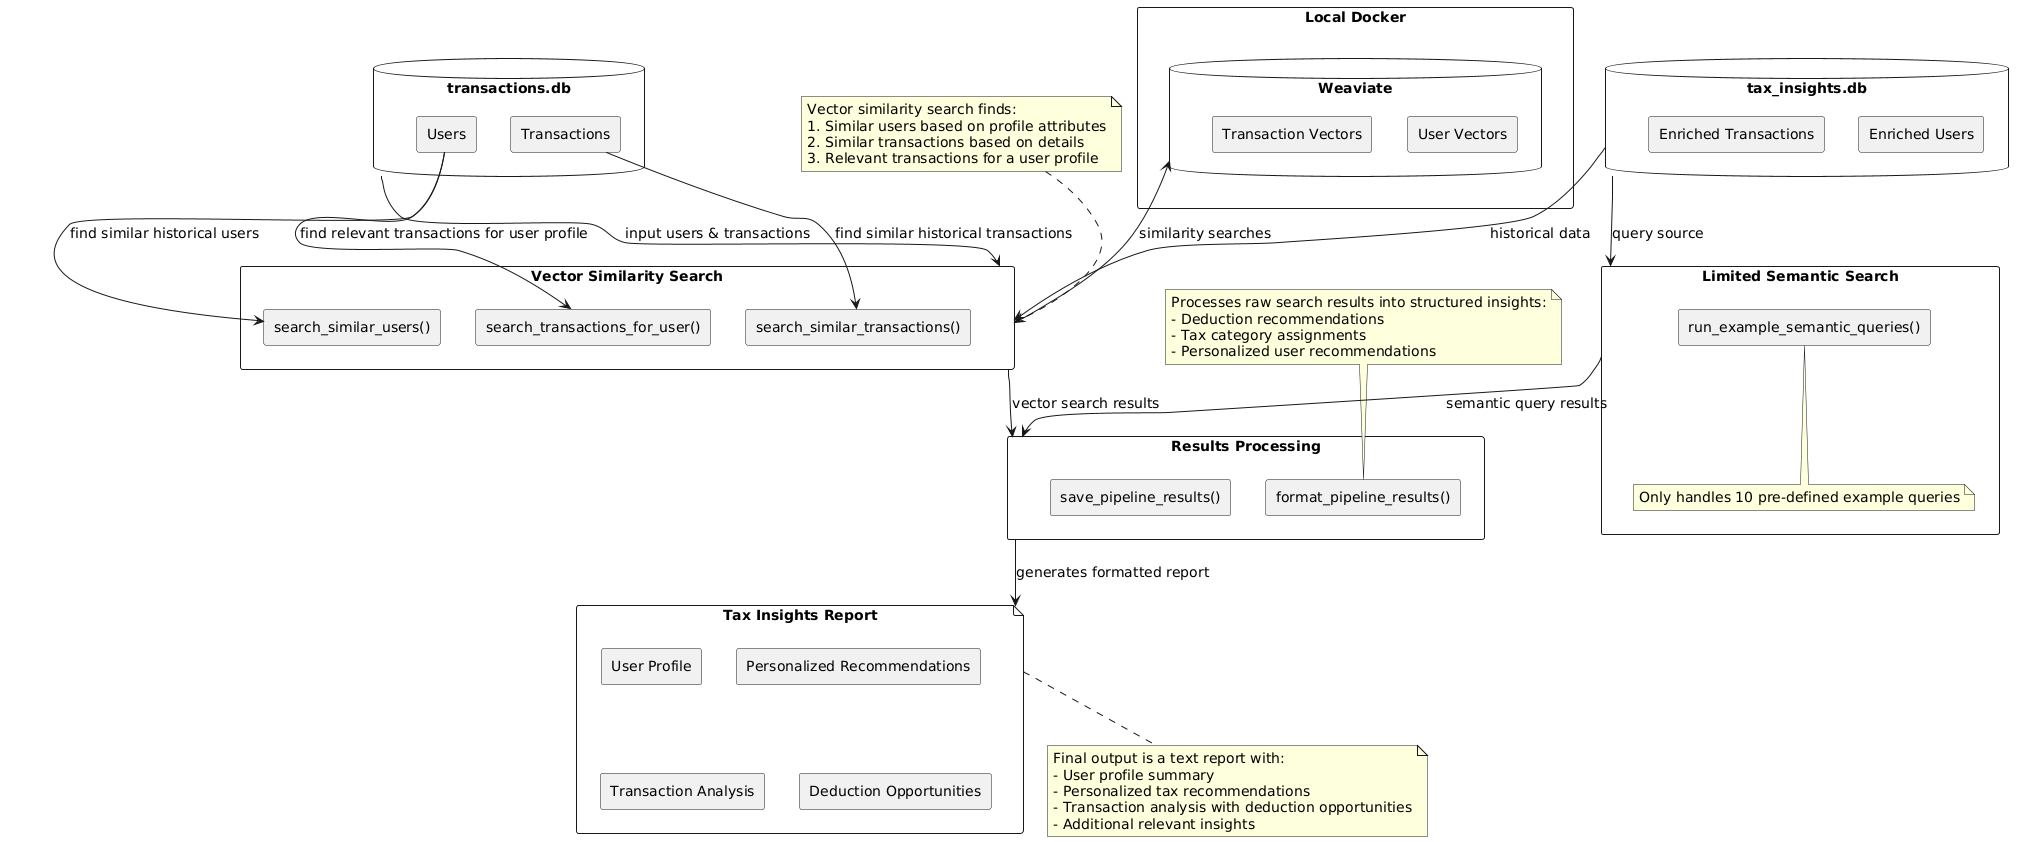 Local Docker
transactions.db
Weaviate
tax_insights.db
Users
Transactions
Vector similarity search finds:
1. Similar users based on profile attributes
2. Similar transactions based on details
3. Relevant transactions for a user profile
Transaction Vectors
User Vectors
Enriched Transactions
Enriched Users
find similar historical users
find relevant transactions for user profile
input users & transactions
find similar historical transactions
similarity searches
historical data
query source
Vector Similarity Search
search_similar_users()
search_transactions_for_user()
search_similar_transactions()
Processes raw search results into structured insights:
- Deduction recommendations
- Tax category assignments
- Personalized user recommendations
Limited Semantic Search
run_example_semantic_queries()
vector search results
semantic query results
Results Processing
save_pipeline_results()
format_pipeline_results()
Only handles 10 pre-defined example queries
generates formatted report
Tax Insights Report
User Profile
Personalized Recommendations
Transaction Analysis
Deduction Opportunities
Final output is a text report with:
- User profile summary
- Personalized tax recommendations
- Transaction analysis with deduction opportunities
- Additional relevant insights